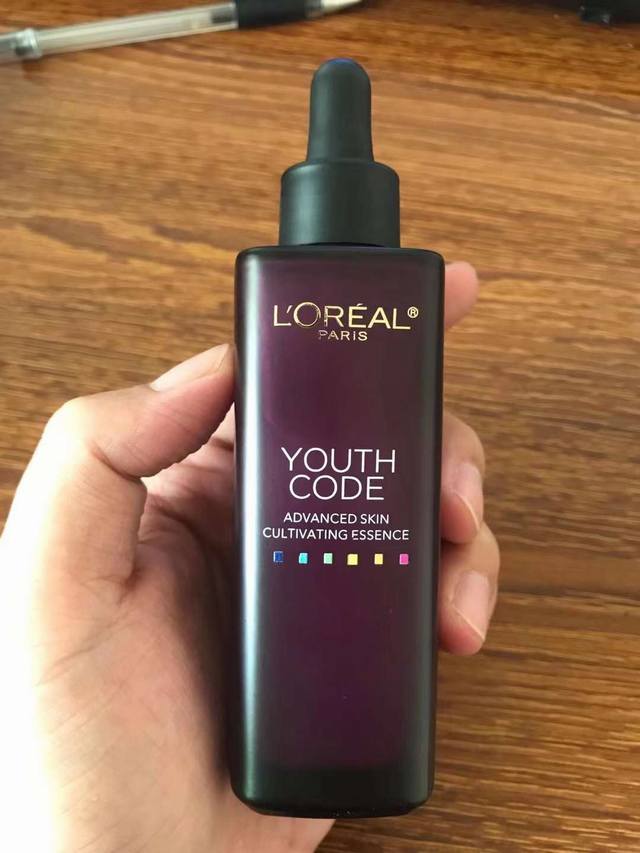 L'ORÉAL®
PARIS
YOUTH
CODE
ADVANCED SKIN
CULTIVATING ESSENCE